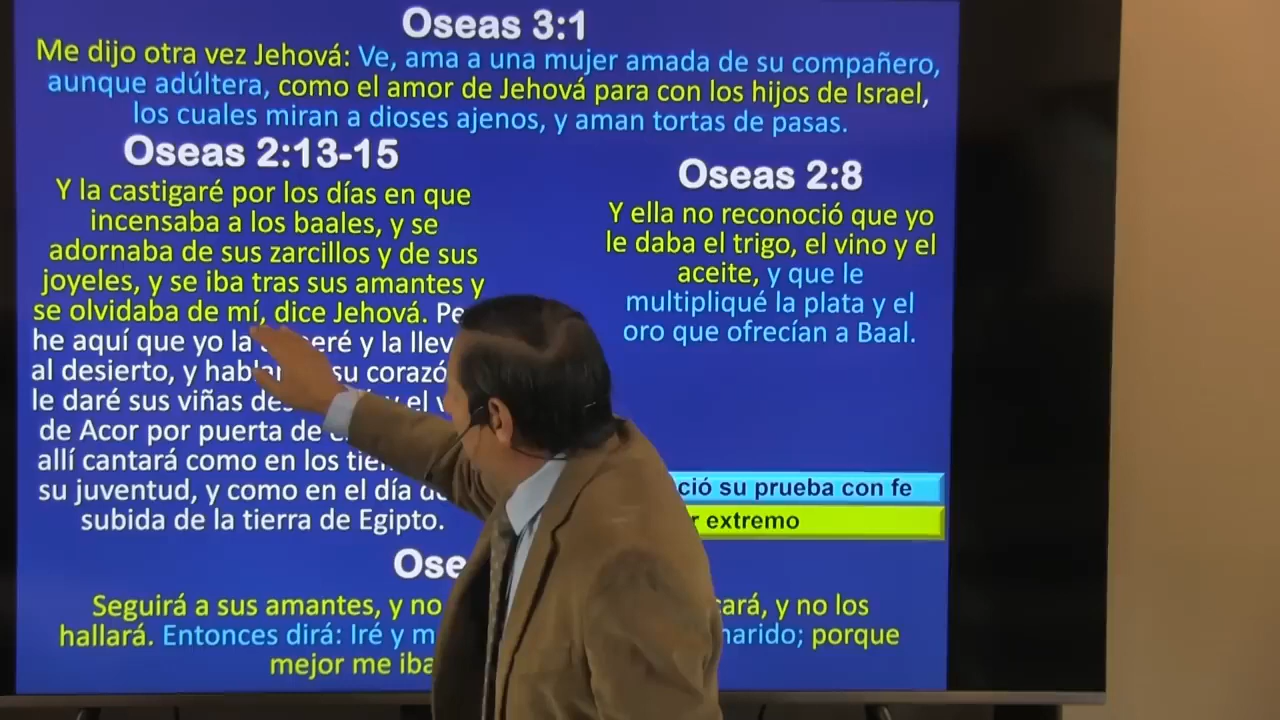 Oseas 3:1
Me dijo otra vez Jehová: Ve, ama a una mujer amada de su compañero,
aunque adúltera, como el amor de Jehová para con los hijos de Israel,
los cuales miran a dioses ajenos, y aman tortas de pasas.
Oseas 2:13-15
Y la castigaré por los días en que
incensaba a los baales, y se
adornaba de sus zarcillos y de sus
joyeles, y se iba tras sus amantes y
se olvidaba de mí, dice Jehová.
he aquí que yo la y la
al desierto, y su
le daré sus viñas el
de Acor por puerta de
allí cantará como en los
su juventud, y como en el día
subida de la tierra de Egipto.
Oseas 2:8
Y ella no reconoció que yo
le daba el trigo, el vino y el
aceite, y que le
multipliqué la plata y el
oro que ofrecían a Baal.
su prueba con fe
extremo
Seguirá a sus amantes, y no y no los
hallará. Entonces dirá: Iré y porque
mejor me